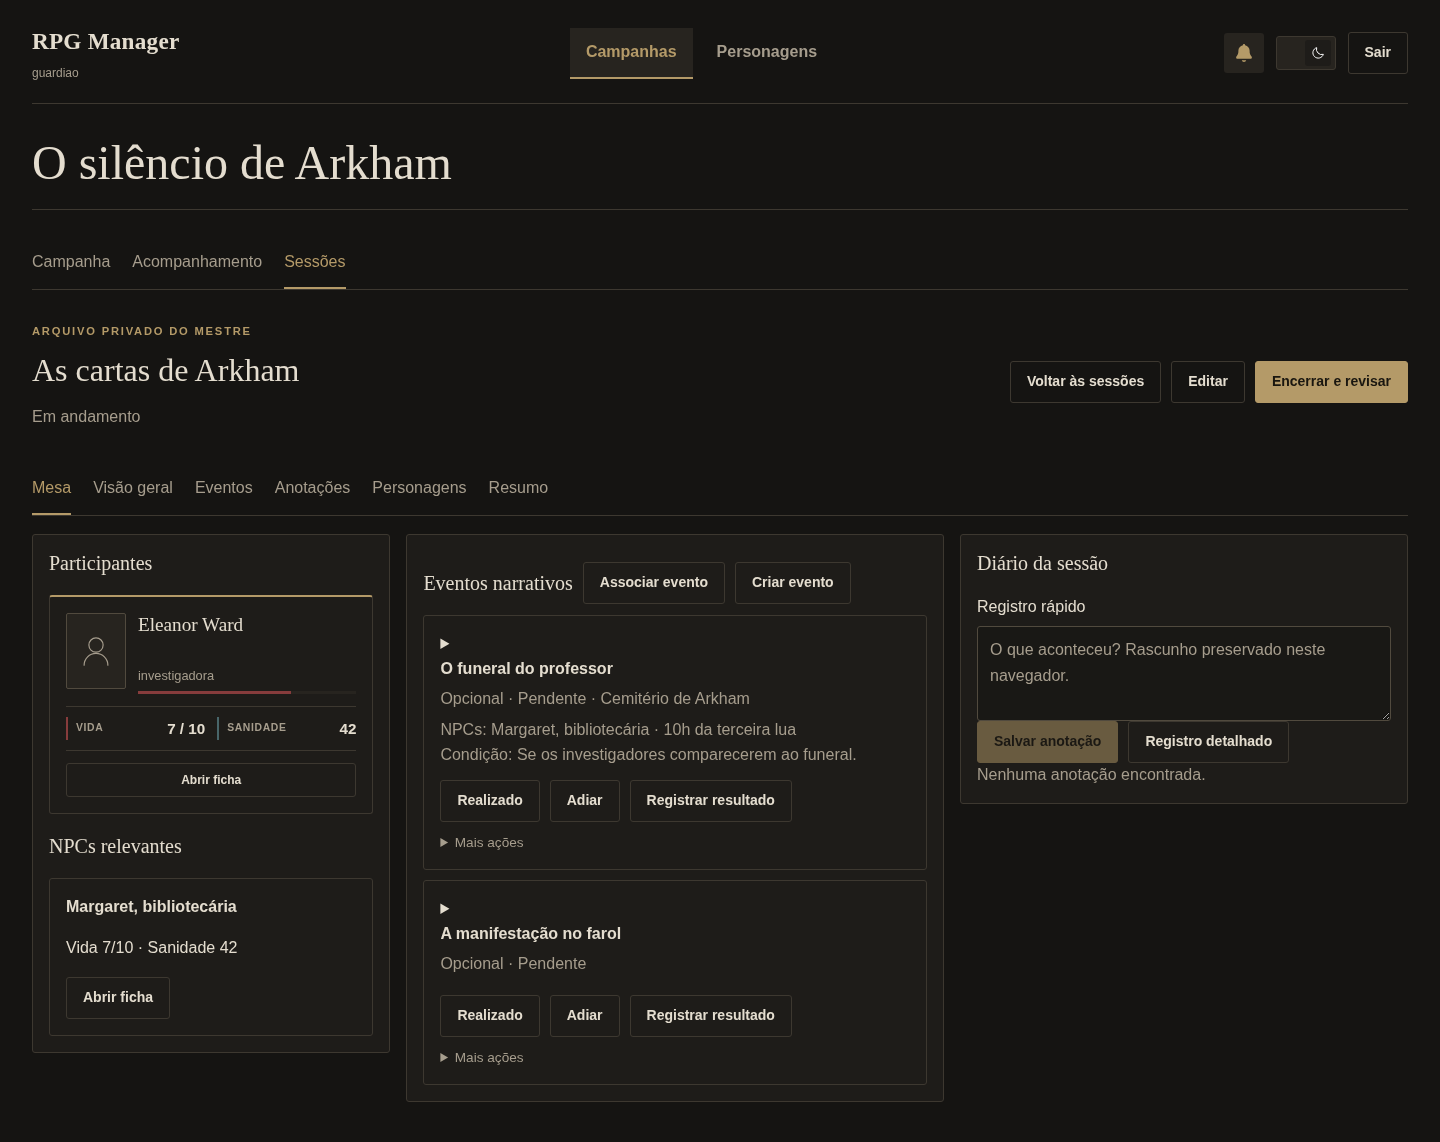 RPG Manager
guardiao
Campanhas
Personagens
Sair
O silêncio de Arkham
Campanha
Acompanhamento
Sessões
ARQUIVO PRIVADO DO MESTRE
As cartas de Arkham
Em andamento
Voltar às sessões
Editar
Encerrar e revisar
Mesa
Visão geral
Eventos
Anotações
Personagens
Resumo
Participantes
Eleanor Ward
investigadora
VIDA
7 / 10
SANIDADE
42
Abrir ficha
NPCs relevantes
Margaret, bibliotecária
Vida 7/10 · Sanidade 42
Abrir ficha
Eventos narrativos
Associar evento
Criar evento
O funeral do professor
Opcional · Pendente · Cemitério de Arkham
NPCs: Margaret, bibliotecária · 10h da terceira lua
Condição: Se os investigadores comparecerem ao funeral.
Realizado
Adiar
Registrar resultado
Mais ações
A manifestação no farol
Opcional · Pendente
Realizado
Adiar
Registrar resultado
Mais ações
Diário da sessão
Registro rápido
O que aconteceu? Rascunho preservado neste
navegador.
Salvar anotação
Registro detalhado
Nenhuma anotação encontrada.